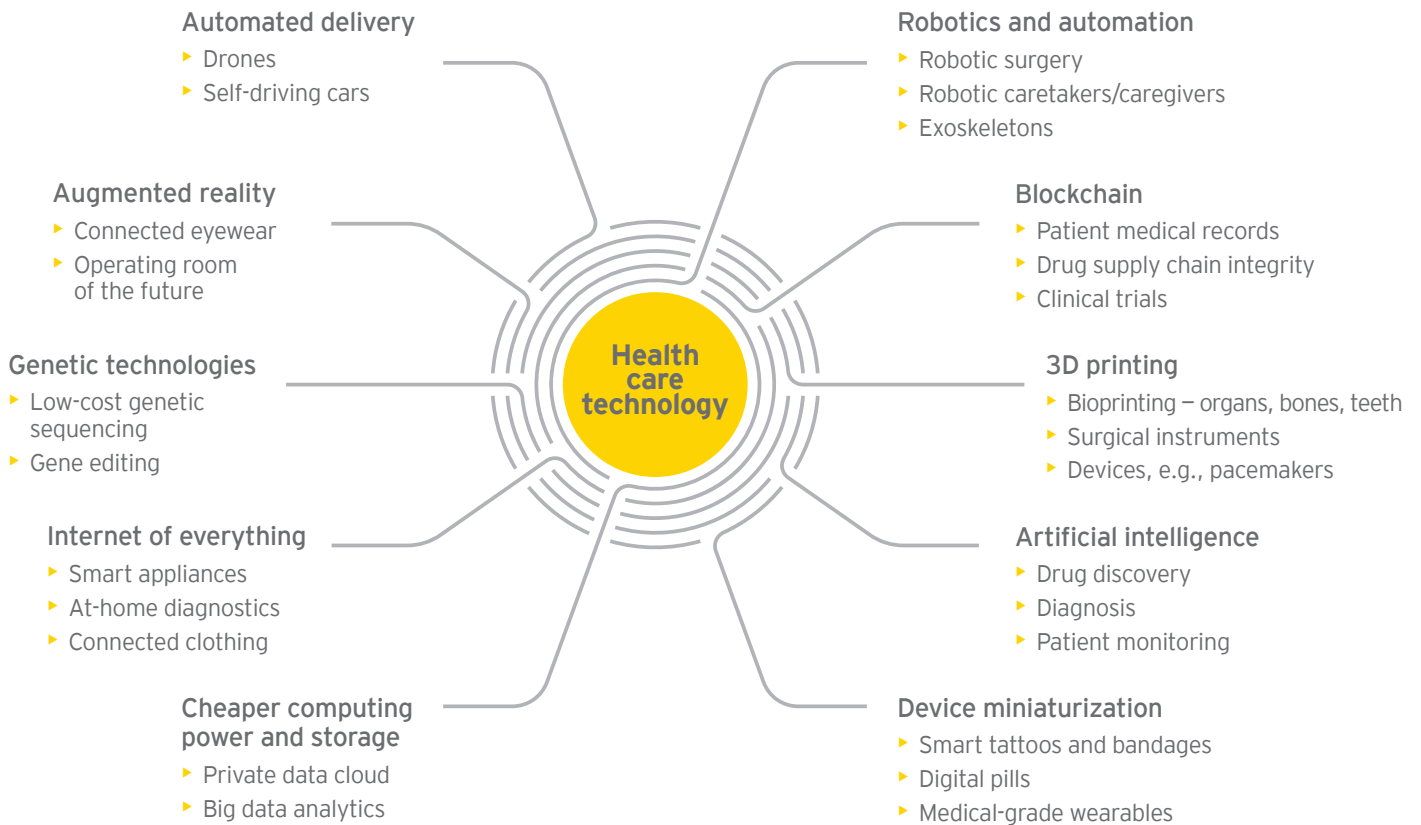 Automated delivery
Drones
Self-driving cars
Augmented reality
Connected eyewear
Operating room
of the future
Genetic technologies
Low-cost genetic
sequencing
Gene editing
Internet of everything
Smart appliances
At-home diagnostics
Connected clothing
Cheaper computing
power and storage
Private data cloud
Big data analytics
Health
care
technology
Robotics and automation
Robotic surgery
Robotic caretakers/caregivers
Exoskeletons
Blockchain
Patient medical records
Drug supply chain integrity
Clinical trials
3D printing
Bioprinting – organs, bones, teeth
Surgical instruments
Devices, e.g., pacemakers
Artificial intelligence
Drug discovery
Diagnosis
Patient monitoring
Device miniaturization
Smart tattoos and bandages
Digital pills
Medical-grade wearables